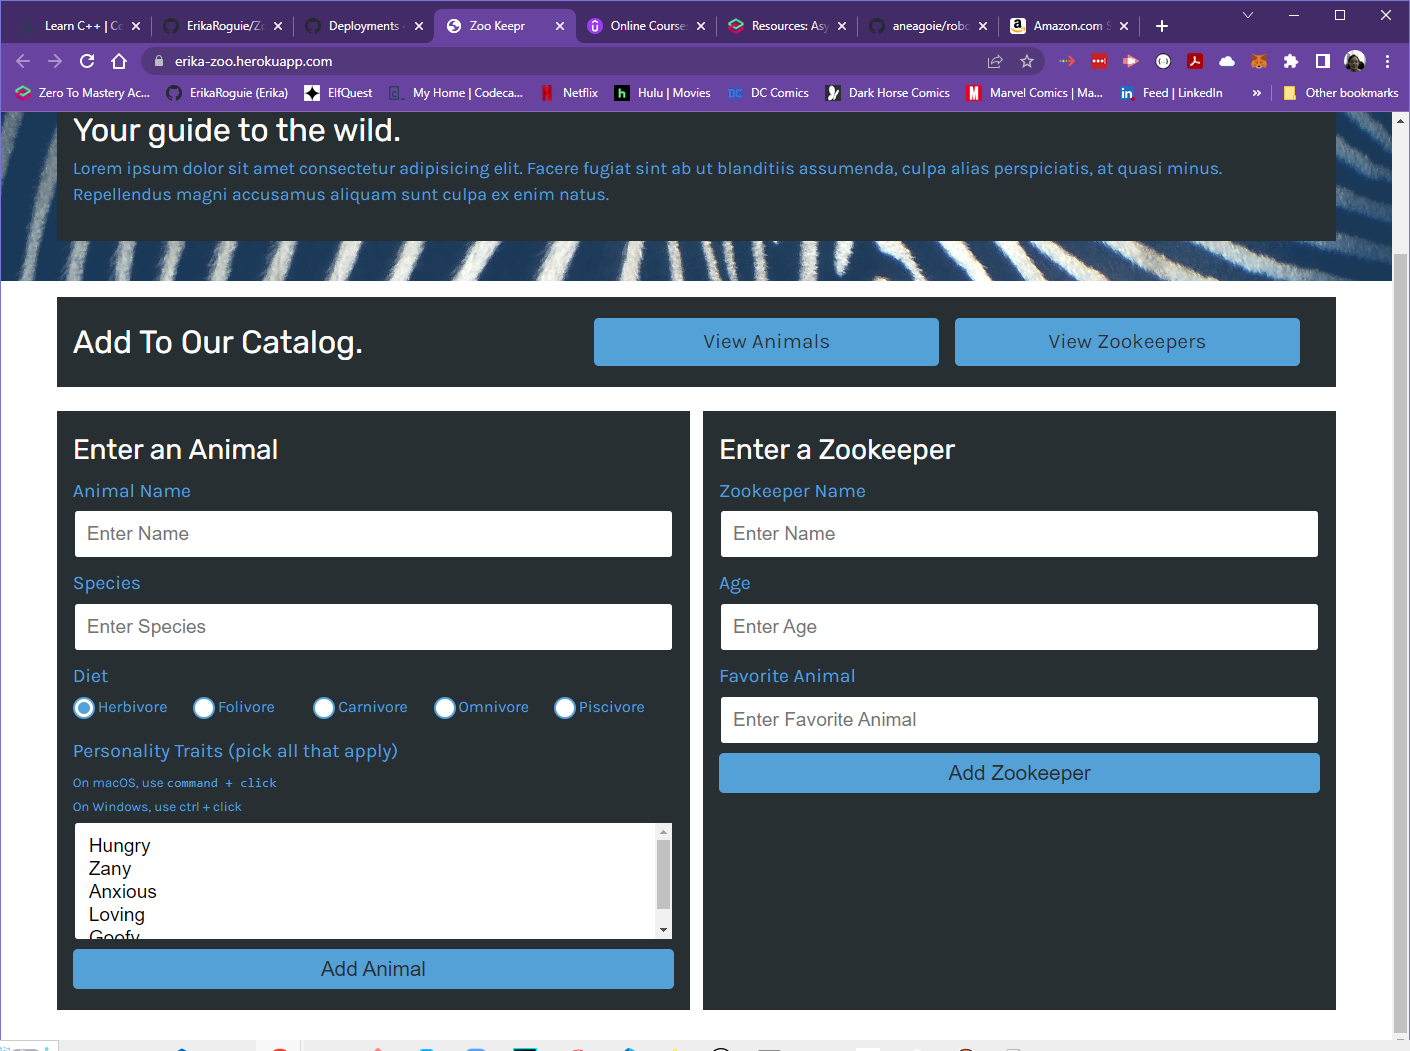 Learn C++ | Co
ErikaRoguie/Zo
Deployments
Zoo Keepr
Online Course
Resources: Asy
aneagoie/robo
Amazon.com S
erika-zoo.herokuapp.com
Zero To Mastery Ac...
ErikaRoguie (Erika)
ElfQuest
My Home | Codeca...
Netflix
Hulu | Movies
DC Comics
Dark Horse Comics
Marvel Comics | Ma...
Feed | LinkedIn
»
Other bookmarks
Your guide to the wild.
Lorem ipsum dolor sit amet consectetur adipisicing elit. Facere fugiat sint ab ut blanditiis assumenda, culpa alias perspiciatis, at quasi minus.
Repellendus magni accusamus aliquam sunt culpa ex enim natus.
Add To Our Catalog.
View Animals
View Zookeepers
Enter an Animal
Animal Name
Enter Name
Species
Enter Species
Diet
Herbivore
Folivore
Carnivore
Omnivore
Piscivore
Personality Traits (pick all that apply)
On macOS, use command + click
On Windows, use ctrl + click
Hungry
Zany
Anxious
Loving
Goofy
Add Animal
Enter a Zookeeper
Zookeeper Name
Enter Name
Age
Enter Age
Favorite Animal
Enter Favorite Animal
Add Zookeeper